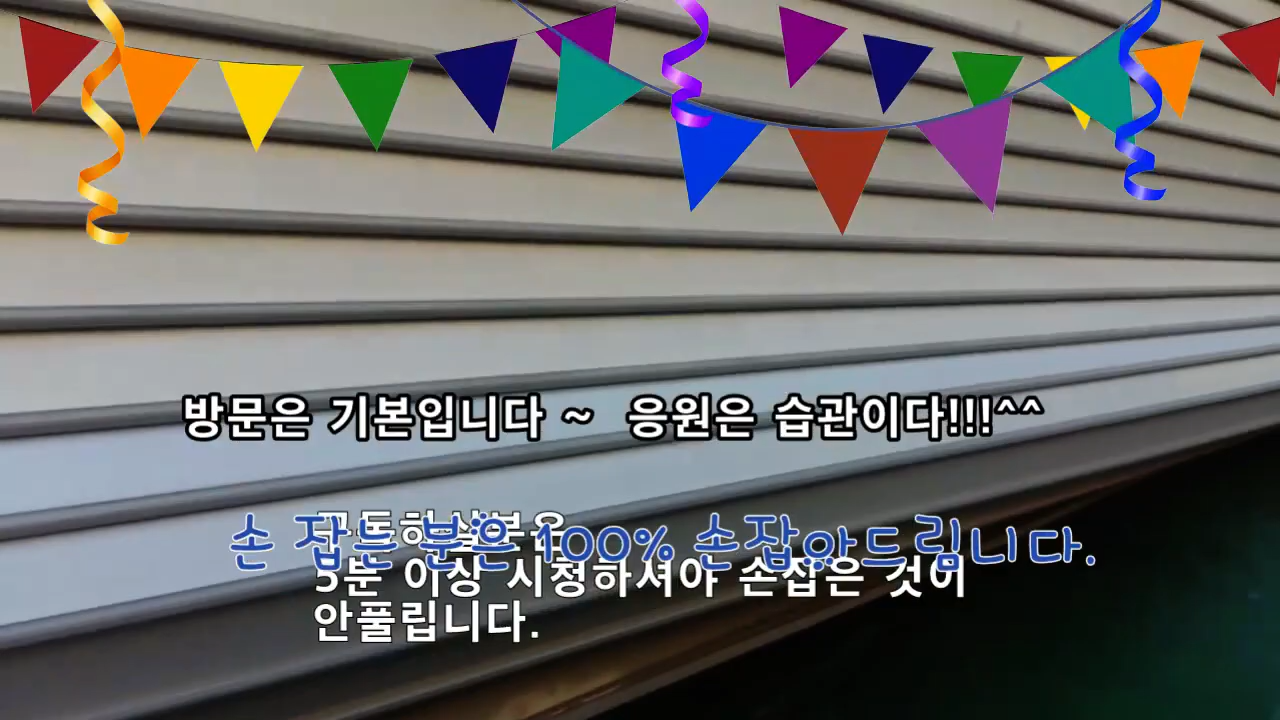 방문은 기본입니다 ~ 응원은 습관이다!!!^^
손 잡은 분은 100% 손잡아드립니다.
5분 이상 시청하셔야 손잡은 것이
안풀립니다.